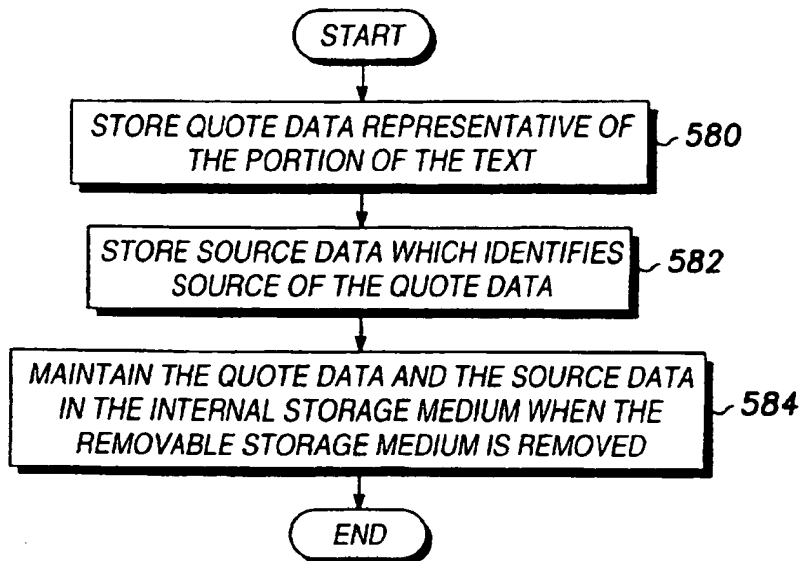 START
STORE QUOTE DATA REPRESENTATIVE OF
THE PORTION OF THE TEXT
580
STORE SOURCE DATA WHICH IDENTIFIES
SOURCE OF THE QUOTE DATA
582
MAINTAIN THE QUOTE DATA AND THE SOURCE DATA
IN THE INTERNAL STORAGE MEDIUM WHEN THE
REMOVABLE STORAGE MEDIUM IS REMOVED
584
END